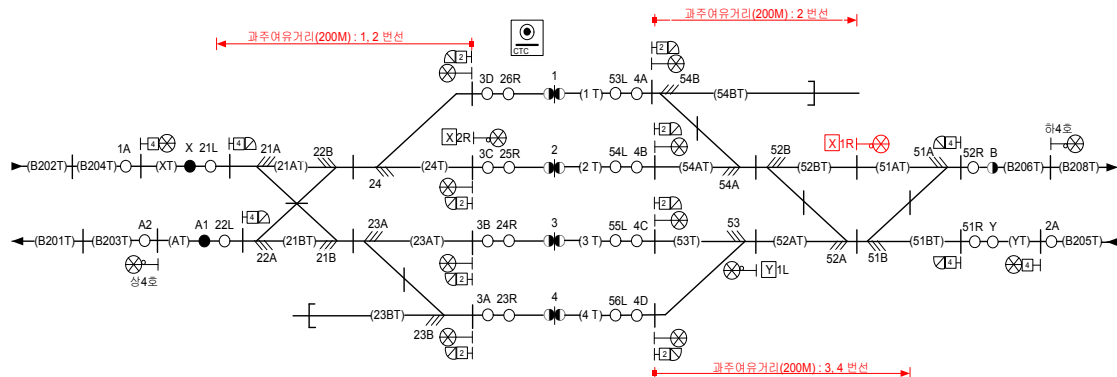 과주여유거리(200M) : 1, 2 번선
CTC
과주여유거리(200M) : 2 번선
2
2
3D 26R 1 (1 T) 53L 4A 54B (54BT)
X 2R
X 1R
하4호
1A X 21L 4 4 21A 22B 3C 25R 2 54L 4B 2 52B 51A 4 52R B
(B202T) (B204T) (XT) (21AT) 24 (24T) 2 (2 T) (54AT) 54A (52BT) (51AT) (B206T) (B208T)
A2 A1 22L 4 23A 3B 24R 3 55L 4C 2 53 51R Y 2A
(B201T) (B203T) (AT) 22A (21BT) 21B (23AT) (3 T) (53T) (52AT) 52A 51B (51BT) (YT) (B205T)
상4호
2
Y 1L
4
4
(23BT) 23B 3A 23R 4 (4 T) 56L 4D
2
2
과주여유거리(200M) : 3, 4 번선